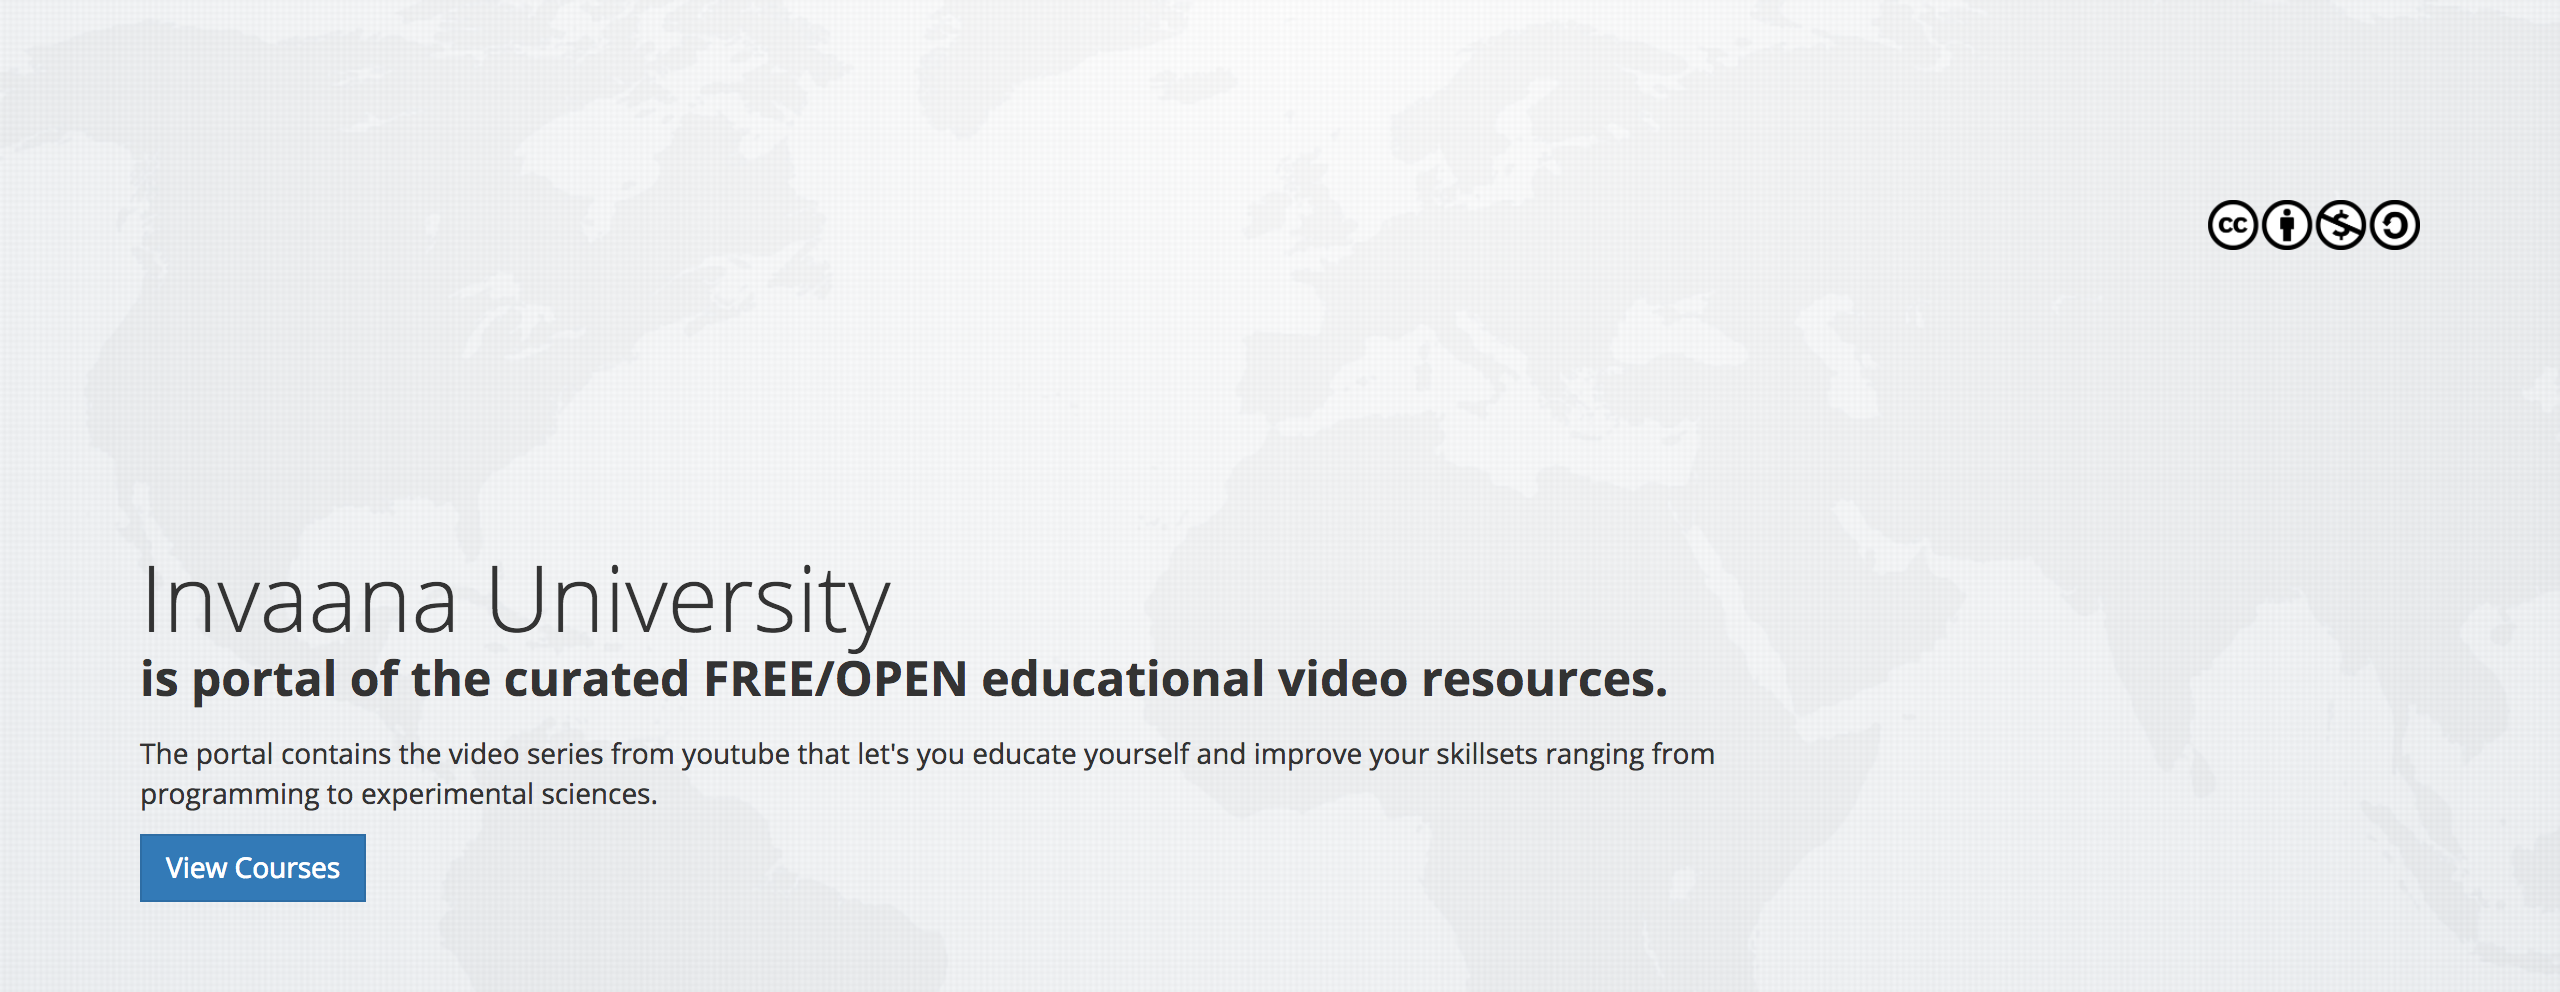 cc
Invaana University
is portal of the curated FREE/OPEN educational video resources.
The portal contains the video series from youtube that let's you educate yourself and improve your skillsets ranging from
programming to experimental sciences.
View Courses